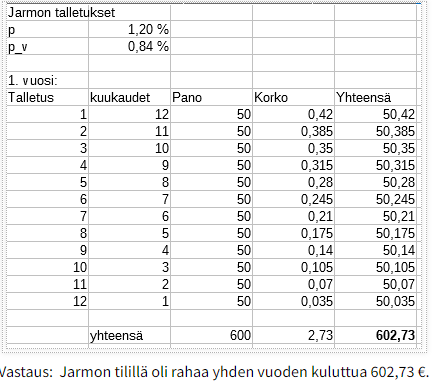 Jarmon talletukset
p 1,20 %
p_v 0,84 %
1. vuosi:
Talletus kuukaudet Pano Korko Yhteensä
1 12 50 0,42 50,42
2 11 50 0,385 50,385
3 10 50 0,35 50,35
4 9 50 0,315 50,315
5 8 50 0,28 50,28
6 7 50 0,245 50,245
7 6 50 0,21 50,21
8 5 50 0,175 50,175
9 4 50 0,14 50,14
10 3 50 0,105 50,105
11 2 50 0,07 50,07
12 1 50 0,035 50,035
yhteensä 600 2,73 602,73
Vastaus: Jarmon tilillä oli rahaa yhden vuoden kuluttua 602,73 €.